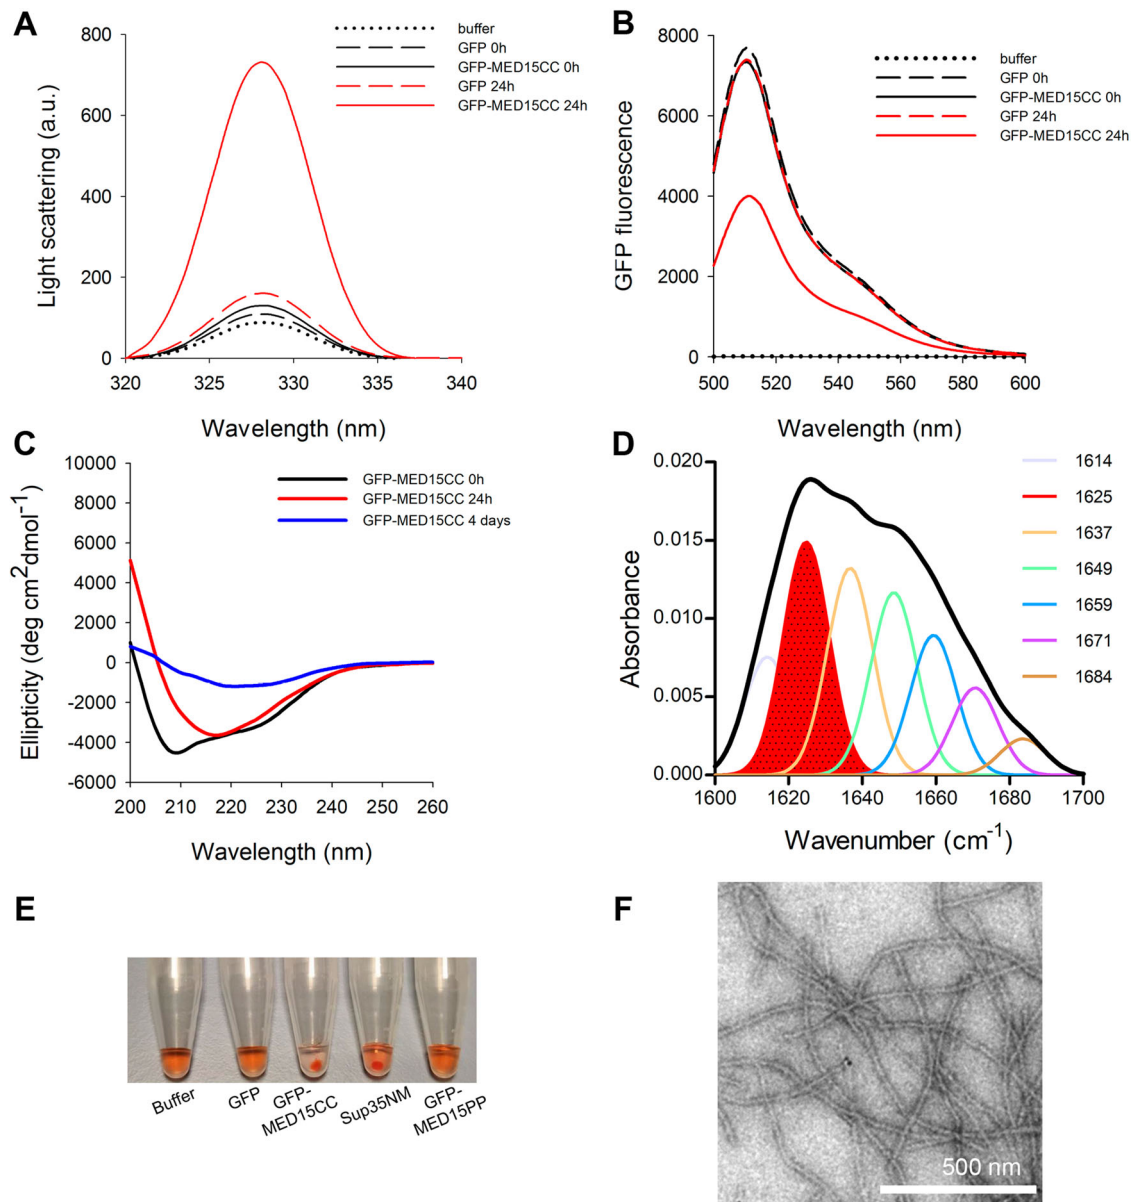 A
800
600
400
200
0
320
325
330
335
340
Light scattering (a.u.)
Wavelength (nm)
buffer
GFP 0h
GFP-MED15CC 0h
GFP 24h
GFP-MED15CC 24h
B
8000
6000
4000
2000
0
500
520
540
560
580
600
GFP fluorescence
Wavelength (nm)
buffer
GFP 0h
GFP-MED15CC 0h
GFP 24h
GFP-MED15CC 24h
C
10000
8000
6000
4000
2000
0
-2000
-4000
-6000
200
210
220
230
240
250
260
Ellipticity (deg cm2dmol-1)
Wavelength (nm)
GFP-MED15CC 0h
GFP-MED15CC 24h
GFP-MED15CC 4 days
D
0.020
0.015
0.010
0.005
0.000
1600
1620
1640
1660
1680
1700
Absorbance
Wavenumber (cm-1)
1614
1625
1637
1649
1659
1671
1684
E
Buffer
GFP
GFP-
MED15CC
Sup35NM
GFP-
MED15PP
F
500 nm